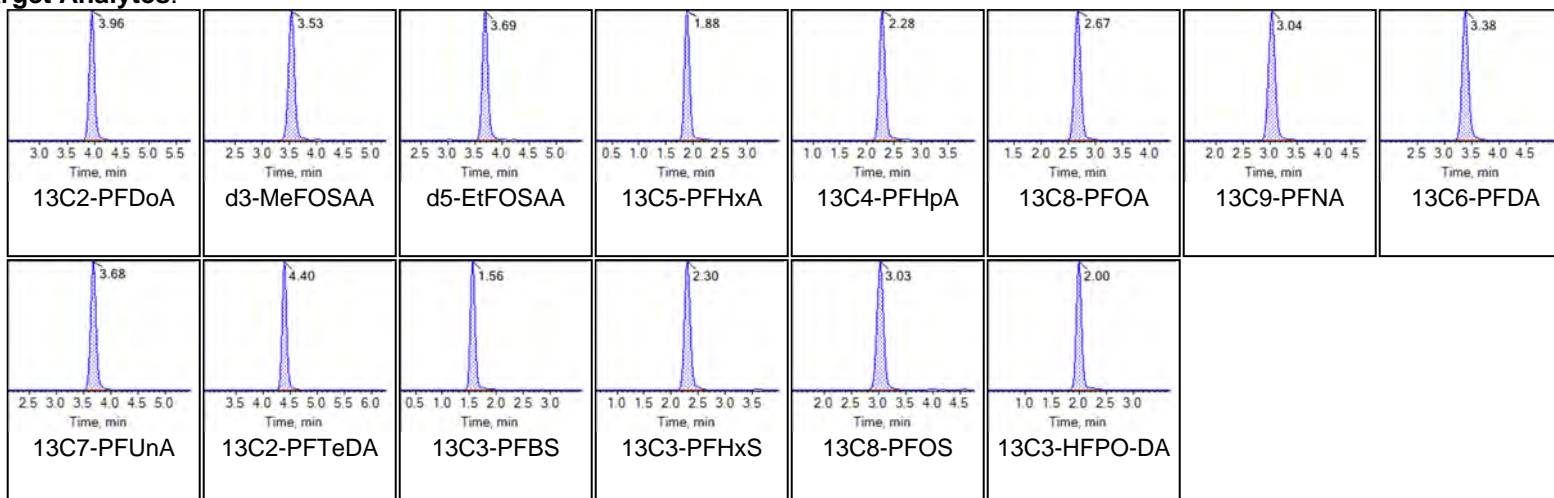 rget Analytes:
3.96 3.53 3.69 1.88 2.28 2.67 3.04 3.38
3.0 3.5 4.0 4.5 5.0 5.5 2.5 3.0 3.5 4.0 4.5 5.0 2.5 3.0 3.5 4.0 4.5 5.0 0.5 1.0 1.5 2.0 2.5 3.0 1.0 1.5 2.0 2.5 3.0 3.5 1.5 2.0 2.5 3.0 3.5 4.0 2.0 2.5 3.0 3.5 4.0 4.5 2.5 3.0 3.5 4.0 4.5
Time, min Time, min Time, min Time, min Time, min Time, min Time, min Time, min
13C2-PFDoA d3-MeFOSAA d5-EtFOSAA 13C5-PFHxA 13C4-PFHpA 13C8-PFOA 13C9-PFNA 13C6-PFDA
3.68 4.40 1.56 2.30 3.03 2.00
2.5 3.0 3.5 4.0 4.5 5.0 3.5 4.0 4.5 5.0 5.5 6.0 0.5 1.0 1.5 2.0 2.5 3.0 1.0 1.5 2.0 2.5 3.0 3.5 2.0 2.5 3.0 3.5 4.0 4.5 1.0 1.5 2.0 2.5 3.0
Time, min Time, min Time, min Time, min Time, min Time, min
13C7-PFUnA 13C2-PFTeDA 13C3-PFBS 13C3-PFHxS 13C8-PFOS 13C3-HFPO-DA